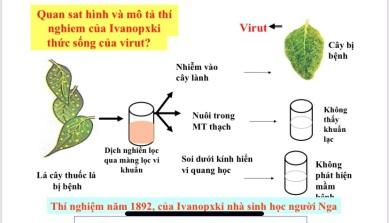 Quan sat hình và mô tả thí
nghiem của Ivanopxki
thức sống của virut?
Virut
Cây bị
bệnh
Nhiễm vào
cây lành
Nuôi trong
MT thạch
Không
thấy
khuẩn
lạc
Dịch nghiền lọc
qua màng lọc vi
khuẩn
Soi dưới kính hiển
vi quang học
Không
phát hiện
mầm
bệnh
Lá cây thuốc lá
bị bệnh
Thí nghiệm năm 1892, của Ivanopxki nhà sinh học người Nga